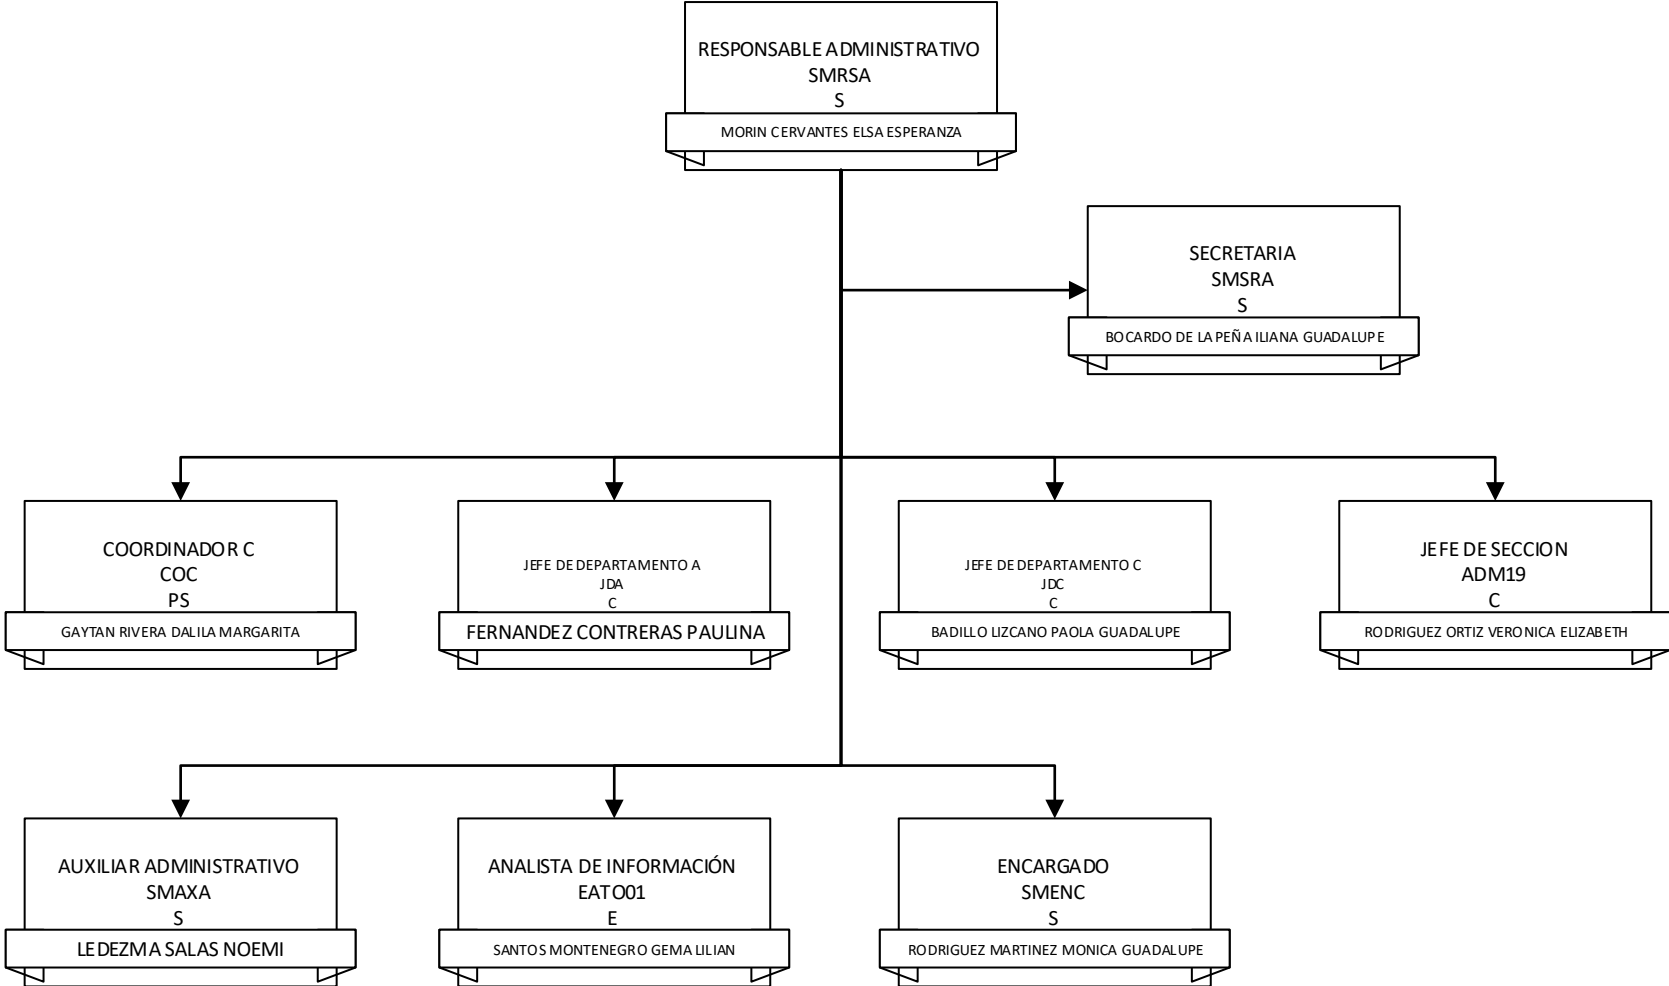 RESPONSABLE ADMINISTRATIVO
SMRSA
S
MORIN CERVANTES ELSA ESPERANZA
SECRETARIA
SMSRA
S
BOCARDO DE LA PEÑA ILIANA GUADALUPE
COORDINADOR C
COC
PS
GAYTAN RIVERA DALILA MARGARITA
JEFE DE DEPARTAMENTO A
JDA
C
FERNANDEZ CONTRERAS PAULINA
JEFE DE DEPARTAMENTO C
JDC
C
BADILLO LIZCANO PAOLA GUADALUPE
JEFE DE SECCION
ADM19
C
RODRIGUEZ ORTIZ VERONICA ELIZABETH
AUXILIAR ADMINISTRATIVO
SMAXA
S
LEDEZMA SALAS NOEMI
ANALISTA DE INFORMACIÓN
EATO01
E
SANTOS MONTENEGRO GEMA LILIAN
ENCARGADO
SMENC
S
RODRIGUEZ MARTINEZ MONICA GUADALUPE